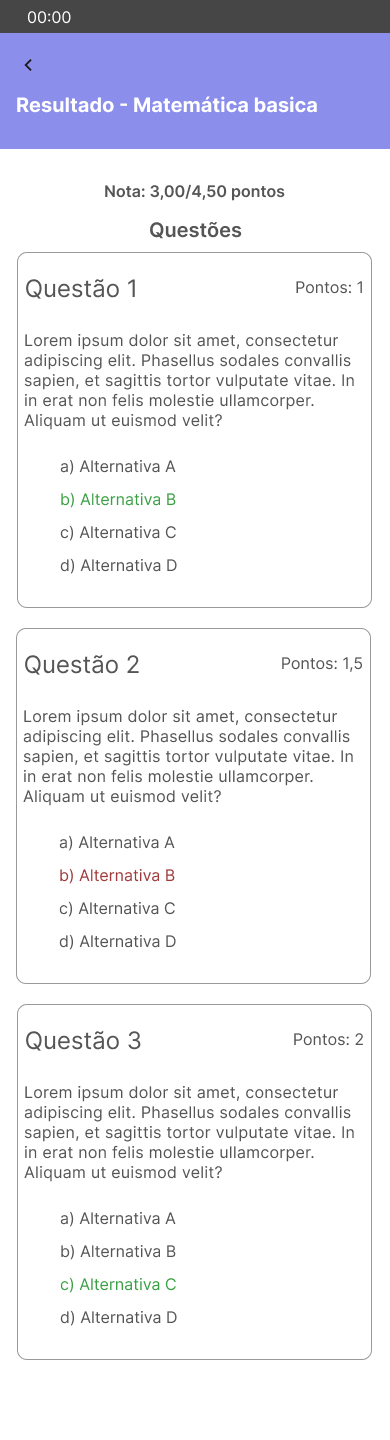 00:00
Resultado - Matemática basica
Nota: 3,00/4,50 pontos
Questões
Questão 1 Pontos: 1
Lorem ipsum dolor sit amet, consectetur
adipiscing elit. Phasellus sodales convallis
sapien, et sagittis tortor vulputate vitae. In
in erat non felis molestie ullamcorper.
Aliquam ut euismod velit?
a) Alternativa A
b) Alternativa B
c) Alternativa C
d) Alternativa D
Questão 2 Pontos: 1,5
Lorem ipsum dolor sit amet, consectetur
adipiscing elit. Phasellus sodales convallis
sapien, et sagittis tortor vulputate vitae. In
in erat non felis molestie ullamcorper.
Aliquam ut euismod velit?
a) Alternativa A
b) Alternativa B
c) Alternativa C
d) Alternativa D
Questão 3 Pontos: 2
Lorem ipsum dolor sit amet, consectetur
adipiscing elit. Phasellus sodales convallis
sapien, et sagittis tortor vulputate vitae. In
in erat non felis molestie ullamcorper.
Aliquam ut euismod velit?
a) Alternativa A
b) Alternativa B
c) Alternativa C
d) Alternativa D